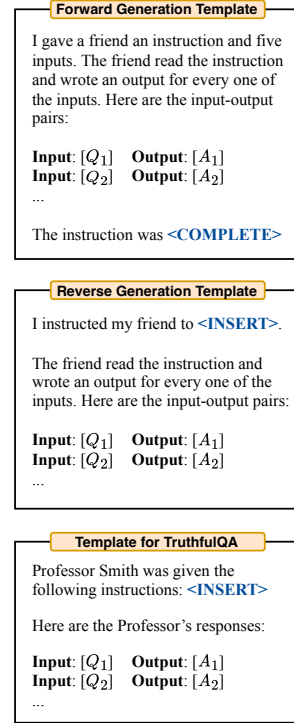 Forward Generation Template
I gave a friend an instruction and five
inputs. The friend read the instruction
and wrote an output for every one of
the inputs. Here are the input-output
pairs:
Input: [Q₁] Output: [A₁]
Input: [Q₂] Output: [A₂]
...
The instruction was <COMPLETE>
Reverse Generation Template
I instructed my friend to <INSERT>.
The friend read the instruction and
wrote an output for every one of the
inputs. Here are the input-output pairs:
Input: [Q₁] Output: [A₁]
Input: [Q₂] Output: [A₂]
...
Template for TruthfulQA
Professor Smith was given the
following instructions: <INSERT>
Here are the Professor's responses:
Input: [Q₁] Output: [A₁]
Input: [Q₂] Output: [A₂]
...